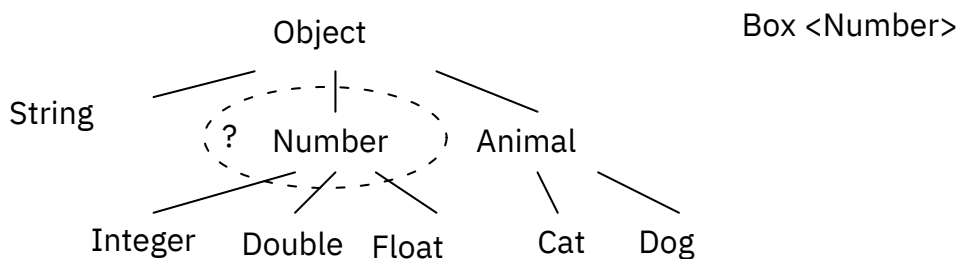 Object
Box <Number>
String
? Number
Animal
Integer
Double
Float
Cat
Dog